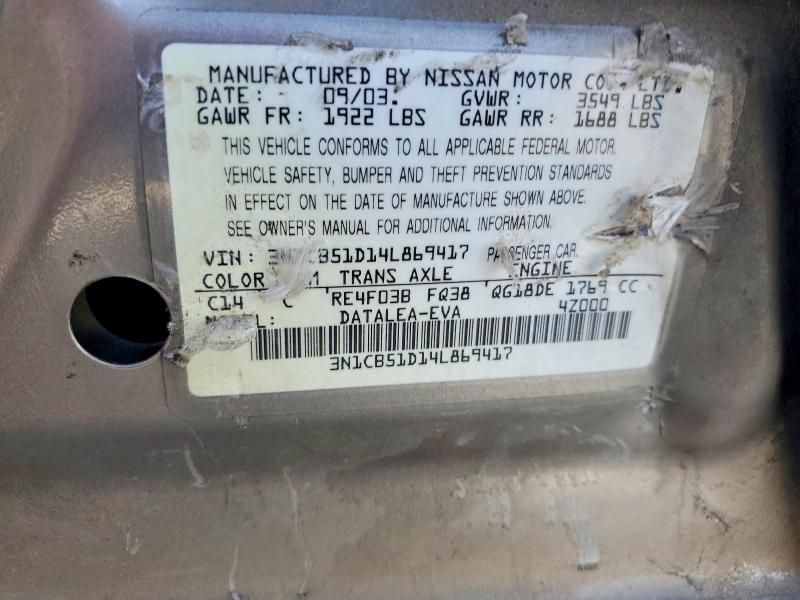 MANUFACTURED BY NISSAN MOTOR CO., LTD.
DATE: 09/03. GVWR: 3549 LBS
GAWR FR: 1922 LBS GAWR RR: 1688 LBS
THIS VEHICLE CONFORMS TO ALL APPLICABLE FEDERAL MOTOR
VEHICLE SAFETY, BUMPER AND THEFT PREVENTION STANDARDS
IN EFFECT ON THE DATE OF MANUFACTURE SHOWN ABOVE.
SEE OWNER'S MANUAL FOR ADDITIONAL INFORMATION.
VIN: 3N1CB51D14L869417 PASSENGER CAR
COLOR TRANS AXLE ENGINE
C14 C RE4F03B FQ38 QG18DE 1769 CC
DATALEA-EVA 4Z000
3N1CB51D14L869417